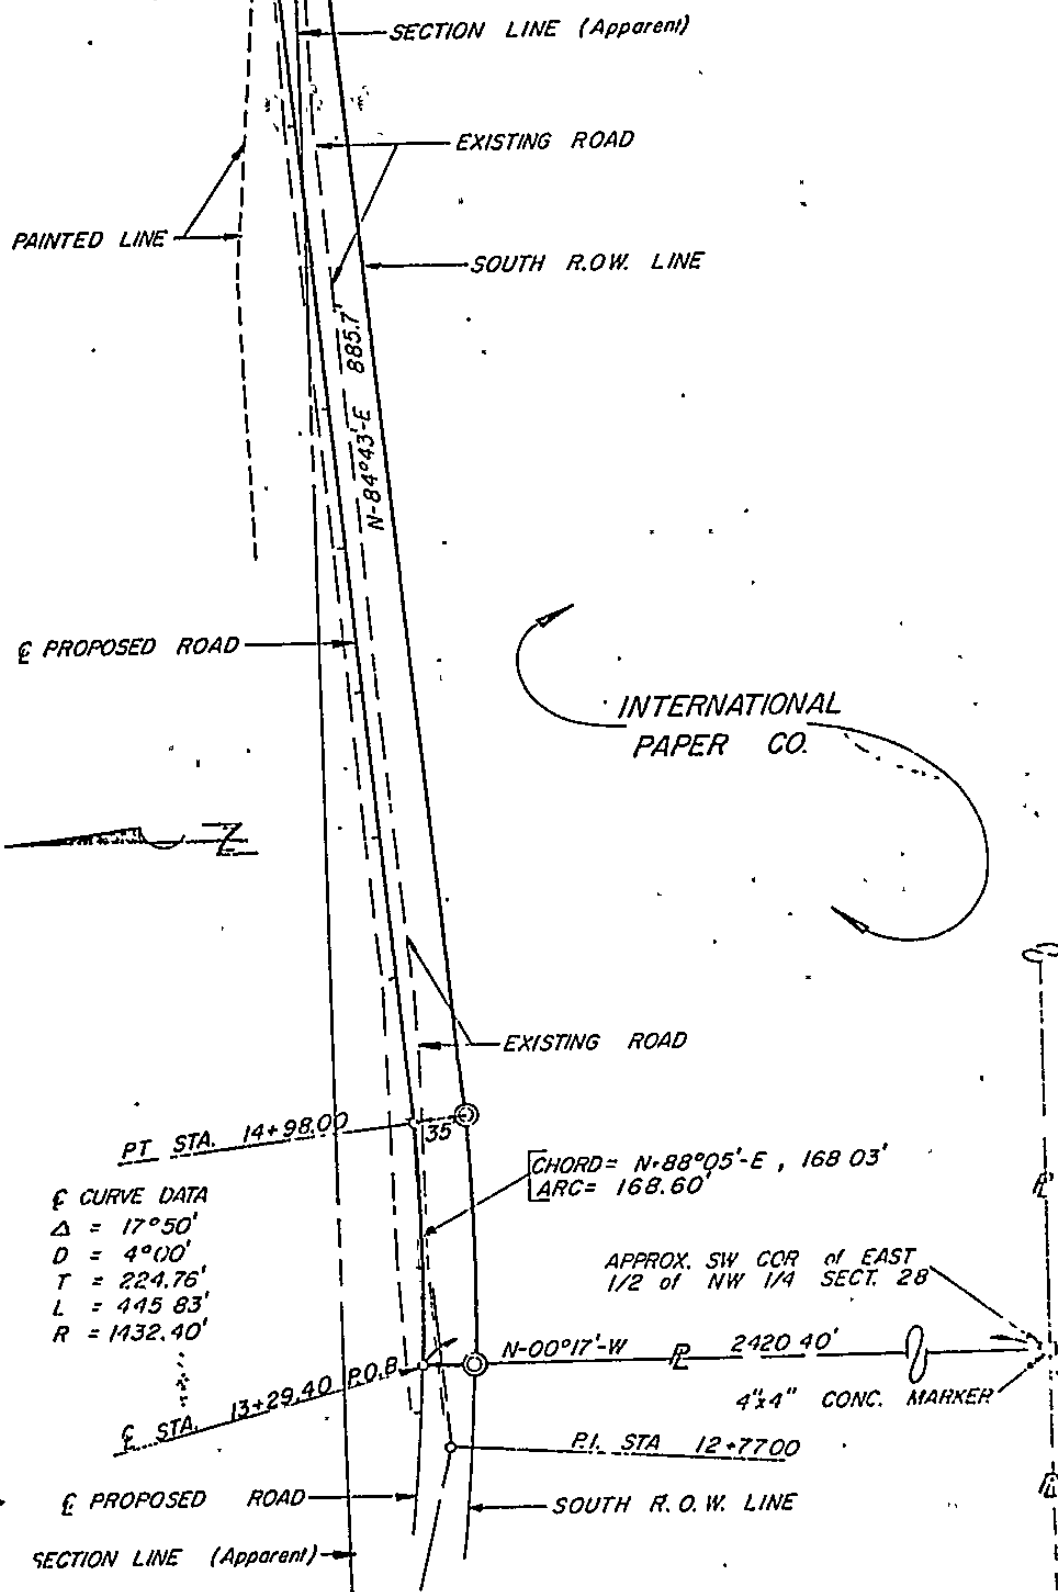 SECTION LINE (Apparent)
EXISTING ROAD
PAINTED LINE
SOUTH R.O.W. LINE
N-84°43'-E 885.7'
℄ PROPOSED ROAD
INTERNATIONAL
PAPER CO.
Z
EXISTING ROAD
PT STA. 14+98.00
35
CHORD= N-88°05'-E , 168 03'
ARC= 168.60'
℄ CURVE DATA
Δ = 17°50'
D = 4°00'
T = 224.76'
L = 445 83'
R = 1432.40'
APPROX. SW COR of EAST
1/2 of NW 1/4 SECT. 28
N-00°17'-W ⅊ 2420 40'
4"x4" CONC. MARKER
℄ STA. 13+29.40 P.O.B
P.I. STA 12+7700
℄ PROPOSED ROAD
SOUTH R. O. W. LINE
SECTION LINE (Apparent)